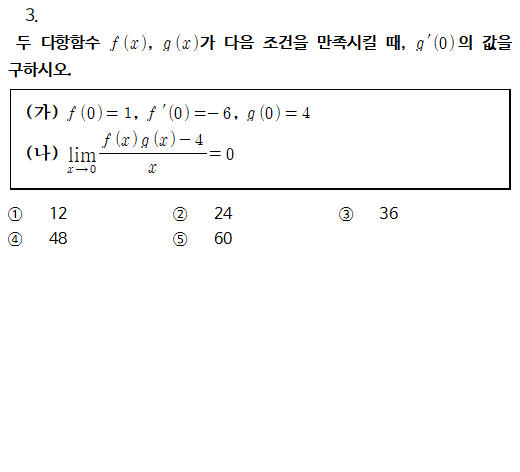 3.
두 다항함수 f(x), g(x)가 다음 조건을 만족시킬 때, g′(0)의 값을
구하시오.
(가) f(0)=1, f′(0)=−6, g(0)=4
(나) lim_{x→0} \frac{f(x)g(x)−4}{x}=0
① 12 ② 24 ③ 36
④ 48 ⑤ 60